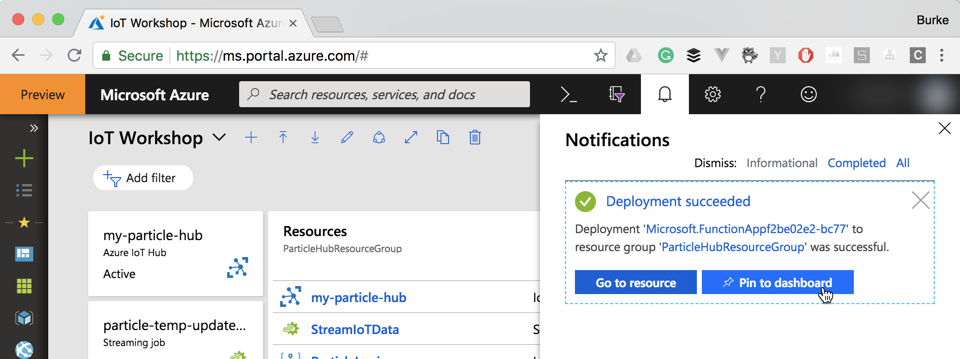 IoT Workshop - Microsoft Azur
Burke
Secure
https://ms.portal.azure.com/#
Preview
Microsoft Azure
Search resources, services, and docs
IoT Workshop
Add filter
my-particle-hub
Azure IoT Hub
Active
particle-temp-update...
Streaming job
Resources
ParticleHubResourceGroup
my-particle-hub
StreamIoTData
S
Notifications
Dismiss: Informational Completed All
Deployment succeeded
Deployment 'Microsoft.FunctionAppf2be02e2-bc77' to
resource group 'ParticleHubResourceGroup' was successful.
Go to resource
Pin to dashboard